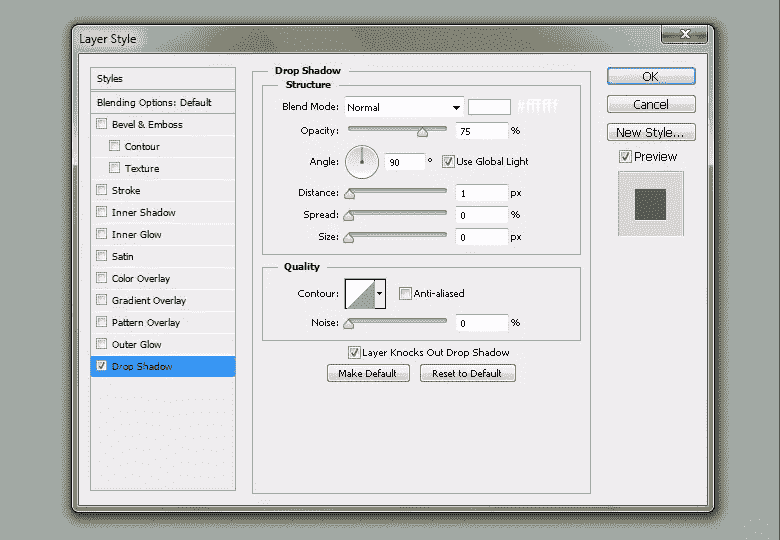 Layer Style
Styles
Blending Options: Default
Bevel & Emboss
Contour
Texture
Stroke
Inner Shadow
Inner Glow
Satin
Color Overlay
Gradient Overlay
Pattern Overlay
Outer Glow
Drop Shadow
Drop Shadow
Structure
Blend Mode: Normal #ffffff
Opacity: 75 %
Angle: 90 ° Use Global Light
Distance: 1 px
Spread: 0 %
Size: 0 px
Quality
Contour: Anti-aliased
Noise: 0 %
Layer Knocks Out Drop Shadow
Make Default Reset to Default
OK
Cancel
New Style...
Preview